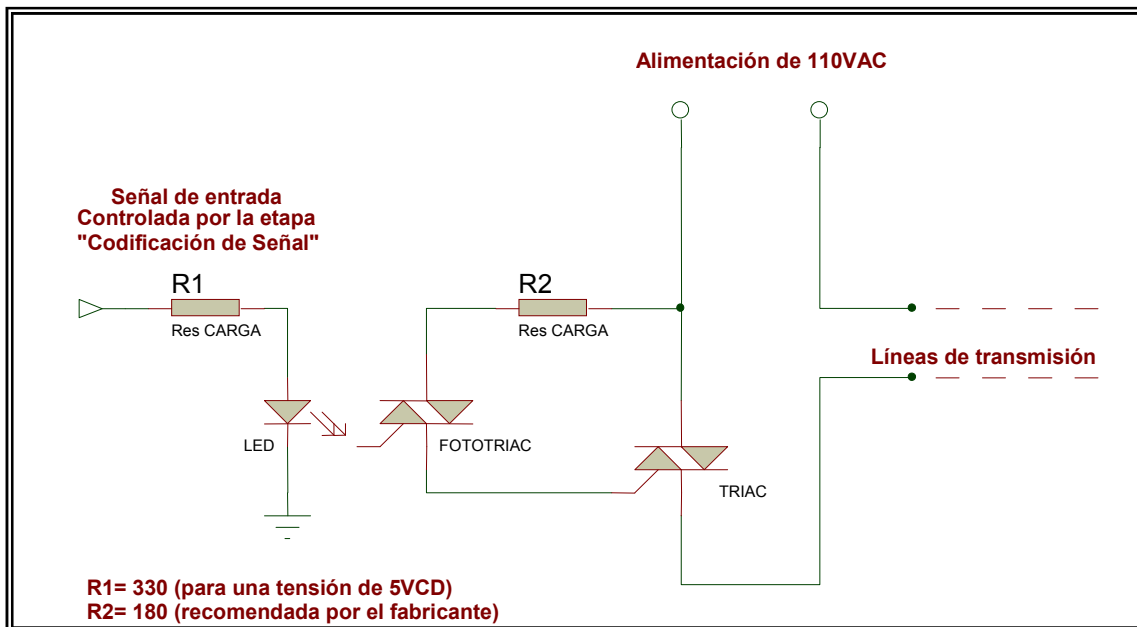 Alimentación de 110VAC
Señal de entrada
Controlada por la etapa
"Codificación de Señal"
R1
Res CARGA
R2
Res CARGA
Líneas de transmisión
LED
FOTOTRIAC
TRIAC
R1= 330 (para una tensión de 5VCD)
R2= 180 (recomendada por el fabricante)